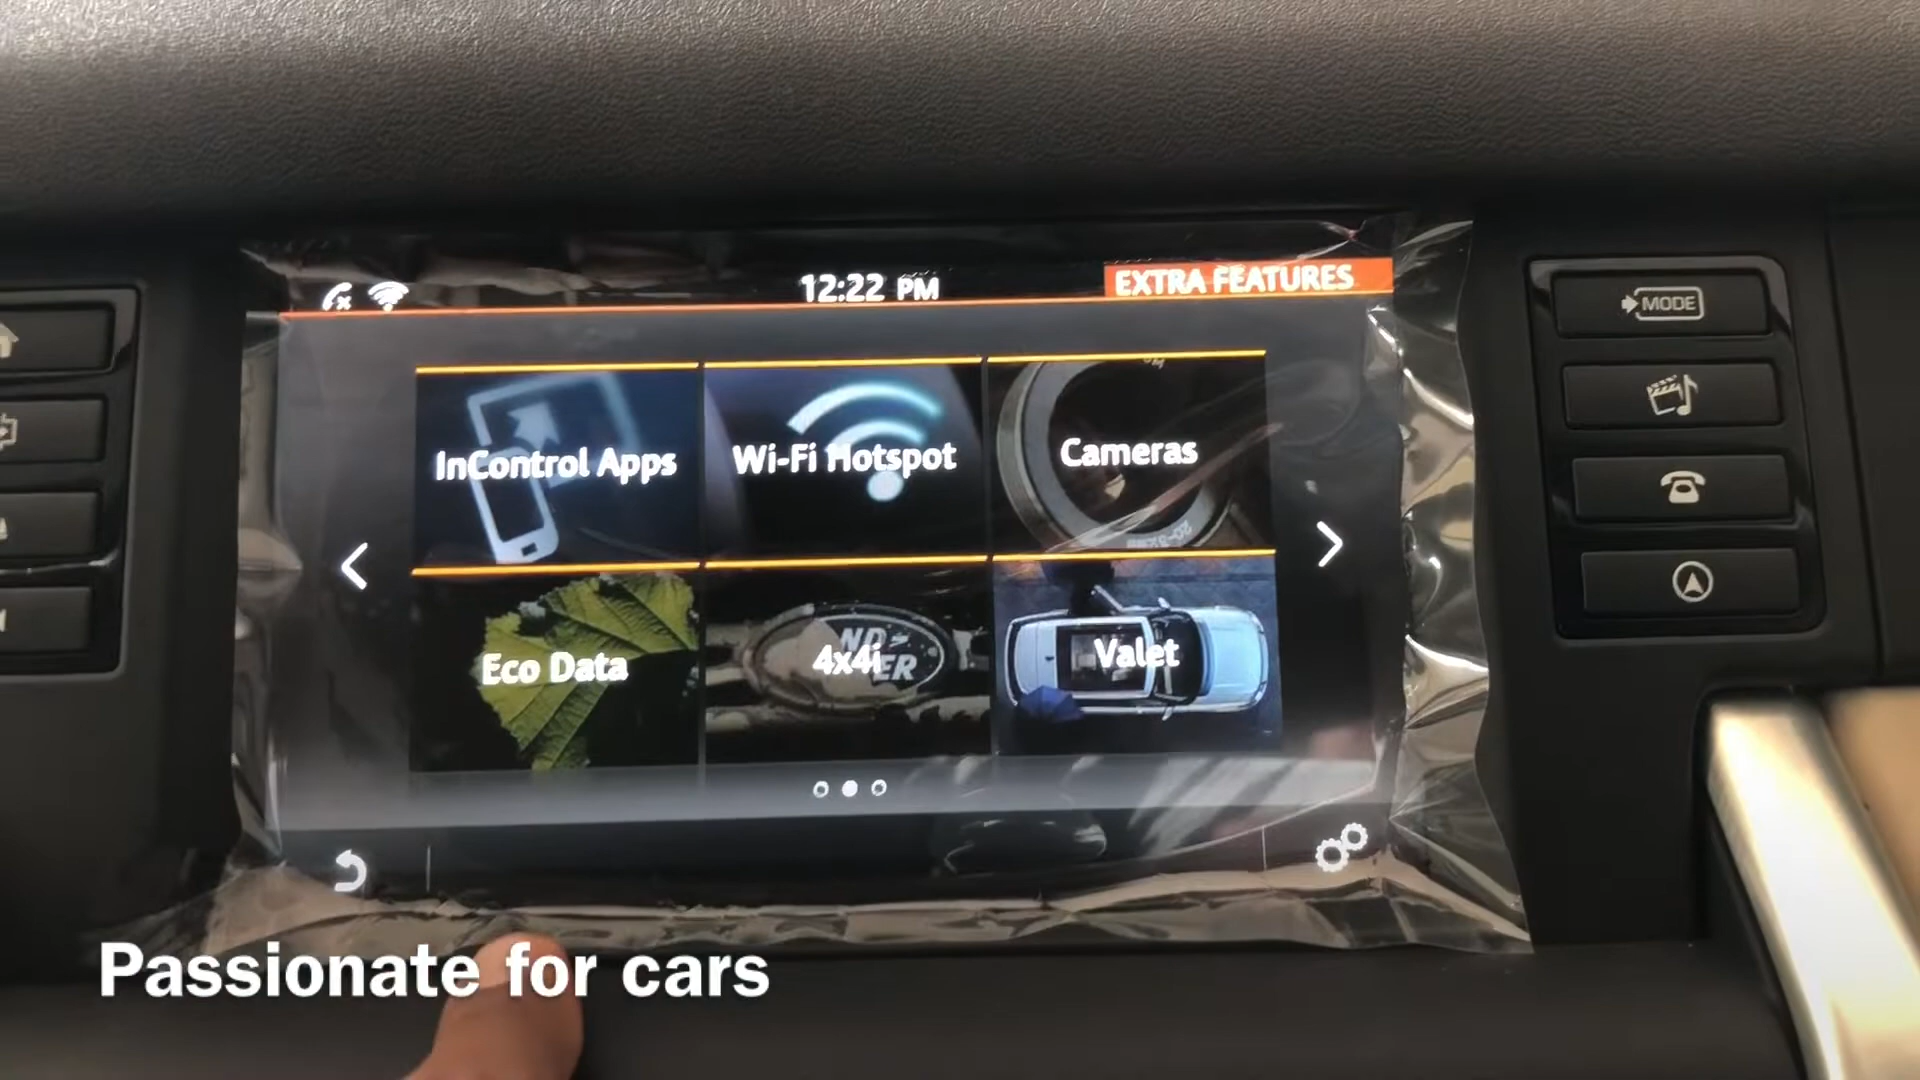 12:22 PM
EXTRA FEATURES
MODE
InControl Apps
Wi-Fi Hotspot
Cameras
Eco Data
4x4i
Valet
Passionate for cars